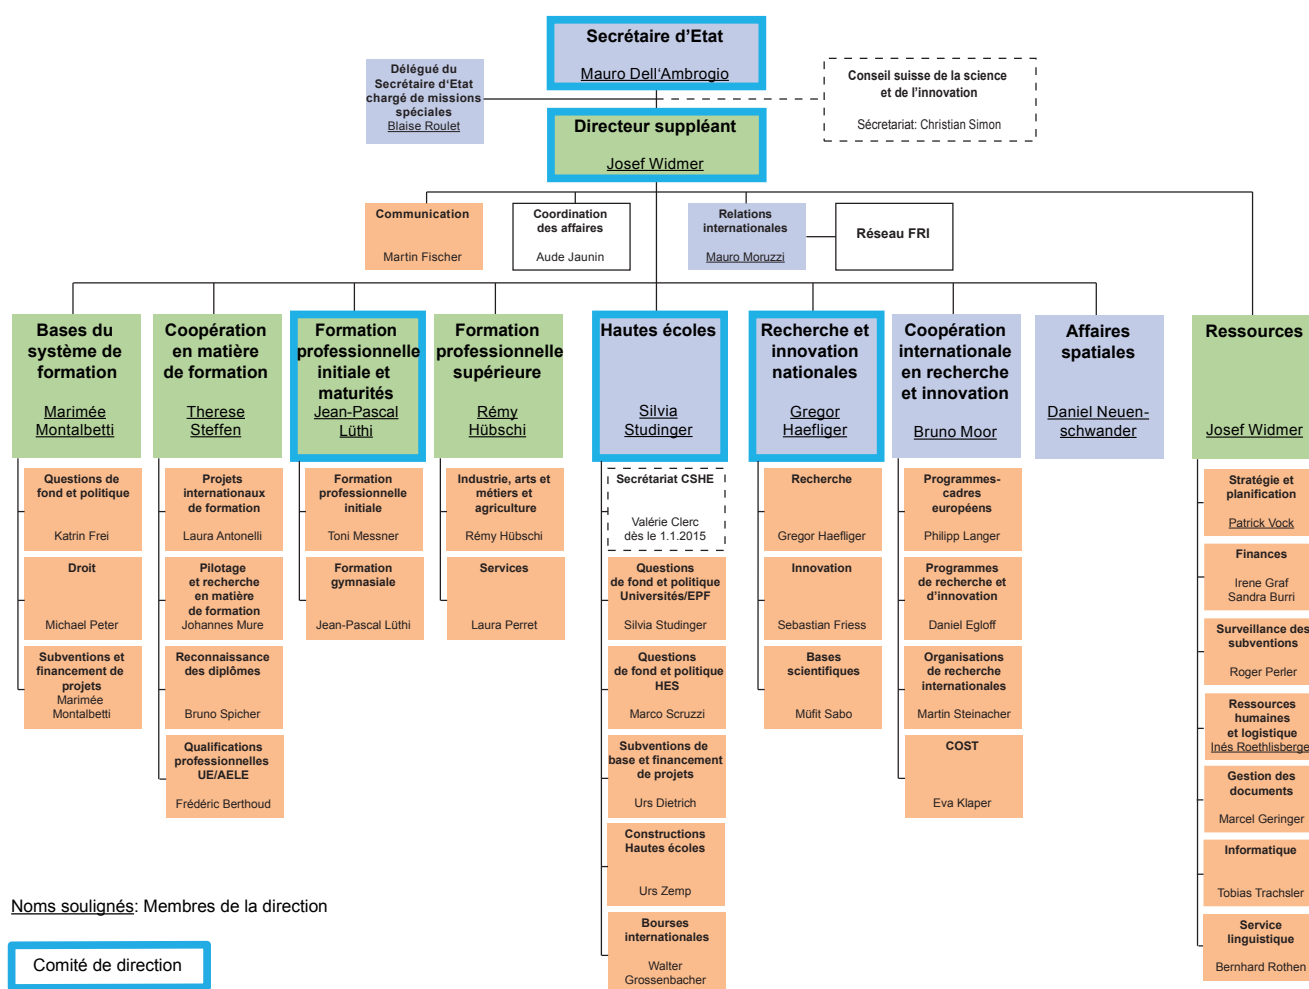 Secrétaire d'Etat
Mauro Dell'Ambrogio
Délégué du
Secrétaire d'Etat
chargé de missions
spéciales
Blaise Roulet
Conseil suisse de la science
et de l'innovation
Sécretariat: Christian Simon
Directeur suppléant
Josef Widmer
Communication
Martin Fischer
Coordination
des affaires
Aude Jaunin
Relations
internationales
Mauro Moruzzi
Réseau FRI
Bases du
système de
formation
Marimée
Montalbetti
Coopération
en matière
de formation
Therese
Steffen
Formation
professionnelle
initiale et
maturités
Jean-Pascal
Lüthi
Formation
professionnelle
supérieure
Rémy
Hübschi
Hautes écoles
Silvia
Studinger
Recherche et
innovation
nationales
Gregor
Haefliger
Coopération
internationale
en recherche
et innovation
Bruno Moor
Affaires
spatiales
Daniel Neuen-
schwander
Ressources
Josef Widmer
Questions de
fond et politique
Katrin Frei
Droit
Michael Peter
Subventions et
financement de
projets
Marimée
Montalbetti
Projets
internationaux
de formation
Laura Antonelli
Pilotage
et recherche
en matière
de formation
Johannes Mure
Reconnaissance
des diplômes
Bruno Spicher
Qualifications
professionnelles
UE/AELE
Frédéric Berthoud
Formation
professionnelle
initiale
Toni Messner
Formation
gymnasiale
Jean-Pascal Lüthi
Industrie, arts et
métiers et
agriculture
Rémy Hübschi
Services
Laura Perret
Secrétariat CSHE
Valérie Clerc
dès le 1.1.2015
Questions
de fond et politique
Universités/EPF
Silvia Studinger
Questions
de fond et politique
HES
Marco Scruzzi
Subventions de
base et financement
de projets
Urs Dietrich
Constructions
Hautes écoles
Urs Zemp
Bourses
internationales
Walter
Grossenbacher
Recherche
Gregor Haefliger
Innovation
Sebastian Friess
Bases
scientifiques
Müfit Sabo
Programmes-
cadres
européens
Philipp Langer
Programmes
de recherche et
d'innovation
Daniel Egloff
Organisations
de recherche
internationales
Martin Steinacher
COST
Eva Klaper
Stratégie et
planification
Patrick Vock
Finances
Irene Graf
Sandra Burri
Surveillance des
subventions
Roger Perler
Ressources
humaines
et logistique
Inés Roethlisberge
Gestion des
documents
Marcel Geringer
Informatique
Tobias Trachsler
Service
linguistique
Bernhard Rothen
Noms soulignés: Membres de la direction
Comité de direction